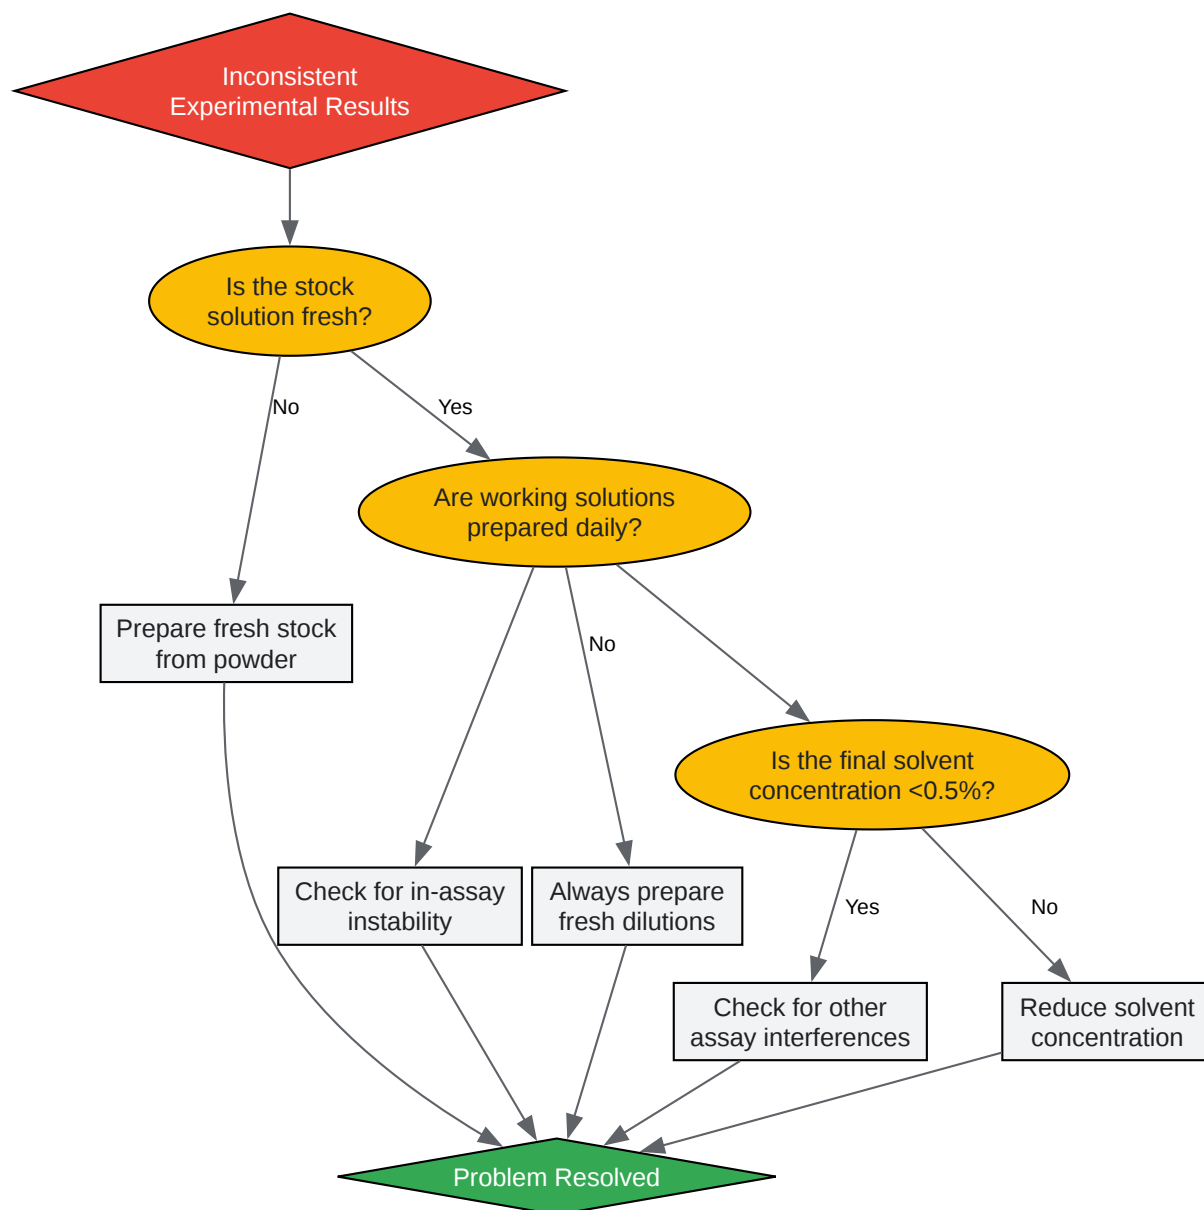 Inconsistent
Experimental Results
Is the stock
solution fresh?
No
Yes
Are working solutions
prepared daily?
No
Prepare fresh stock
from powder
Is the final solvent
concentration <0.5%?
Check for in-assay
instability
Always prepare
fresh dilutions
Yes
No
Check for other
assay interferences
Reduce solvent
concentration
Problem Resolved